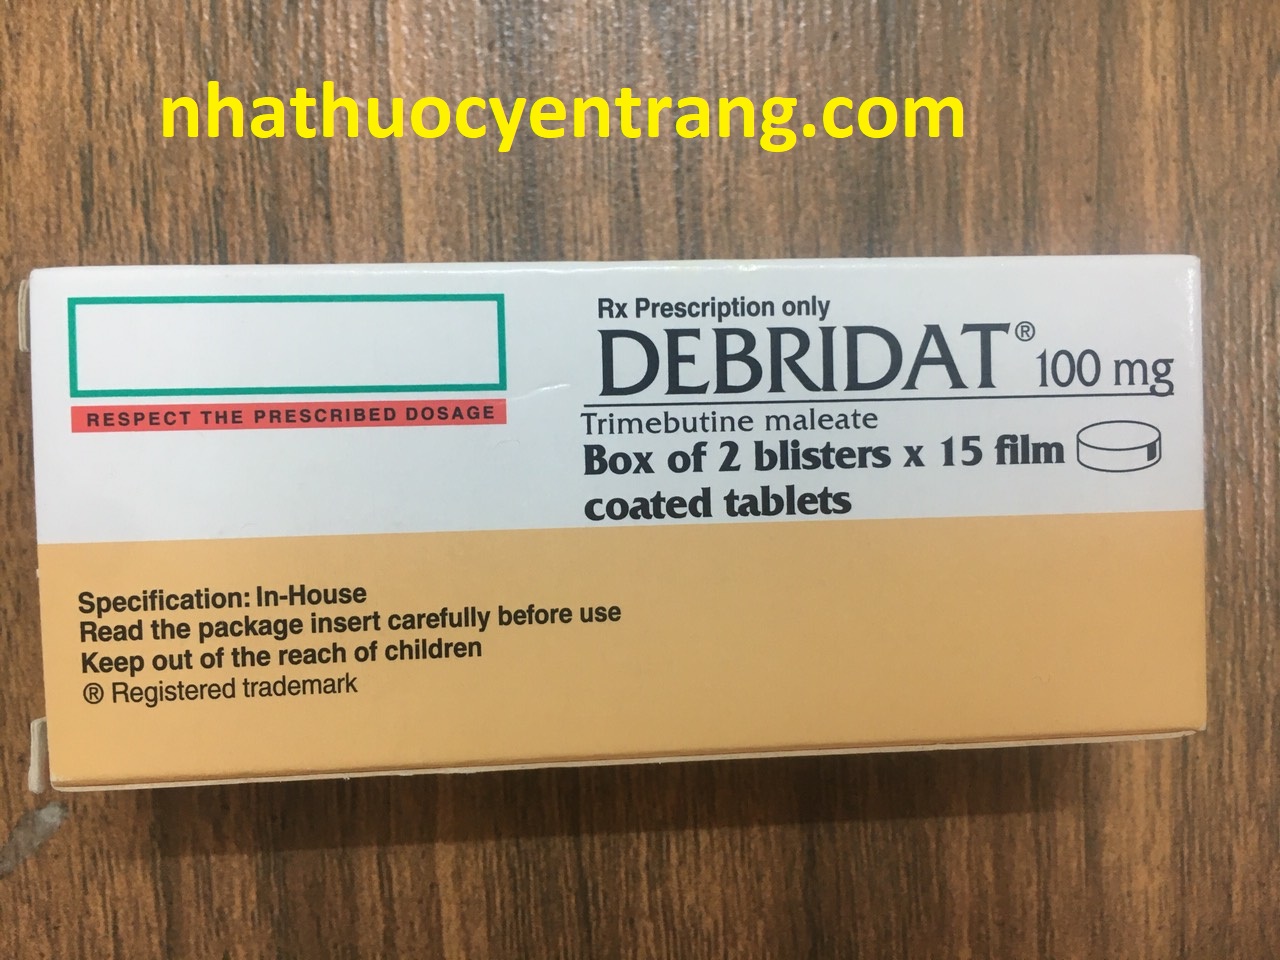 nhathuocyentrang.com
Rx Prescription only
DEBRIDAT® 100 mg
Trimebutine maleate
Box of 2 blisters x 15 film
coated tablets
RESPECT THE PRESCRIBED DOSAGE
Specification: In-House
Read the package insert carefully before use
Keep out of the reach of children
® Registered trademark